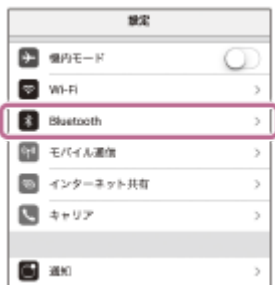 設定
機内モード
Wi-Fi
Bluetooth
モバイル通信
インターネット共有
キャリア
通知